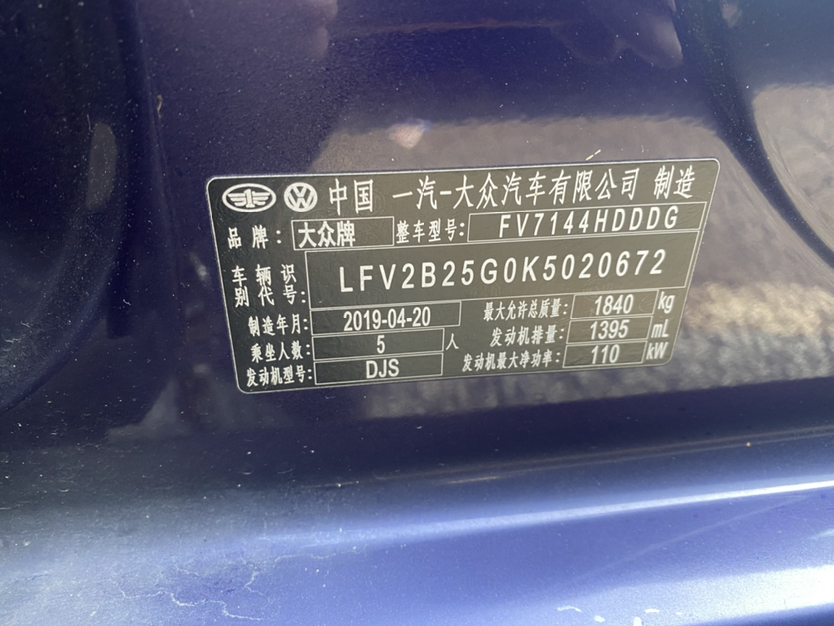 中国 一汽-大众汽车有限公司 制造
品牌: 大众牌 整车型号: FV7144HDDDG
车辆识别代号: LFV2B25G0K5020672
制造年月: 2019-04-20 最大允许总质量: 1840 kg
乘坐人数: 5 人 发动机排量: 1395 mL
发动机型号: DJS 发动机最大净功率: 110 kW